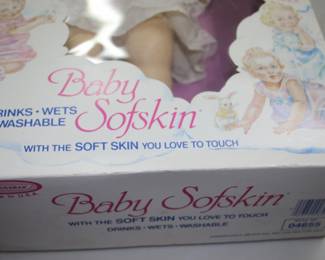 Baby
DRINKS • WETS
WASHABLE
Sofskin
WITH THE SOFT SKIN YOU LOVE TO TOUCH
Baby Sofskin
WITH THE SOFT SKIN YOU LOVE TO TOUCH
DRINKS • WETS • WASHABLE
04655